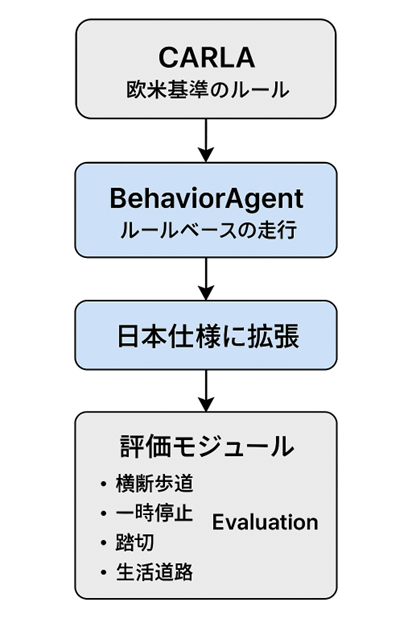 CARLA
欧米基準のルール
BehaviorAgent
ルールベースの走行
日本仕様に拡張
評価モジュール
・横断歩道
・一時停止
・踏切
・生活道路
Evaluation